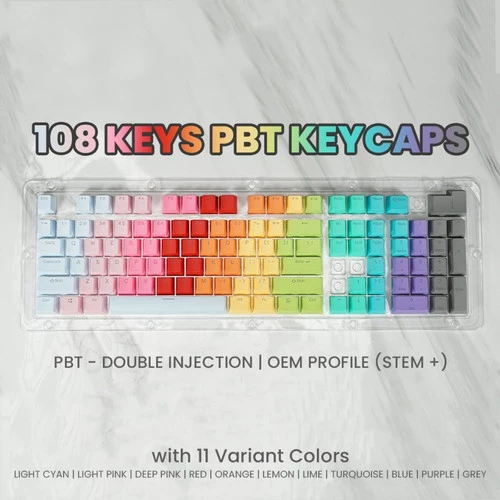 108 KEYS PBT KEYCAPS
PBT - DOUBLE INJECTION | OEM PROFILE (STEM +)
with 11 Variant Colors
LIGHT CYAN | LIGHT PINK | DEEP PINK | RED | ORANGE | LEMON | LIME | TURQUOISE | BLUE | PURPLE | GREY